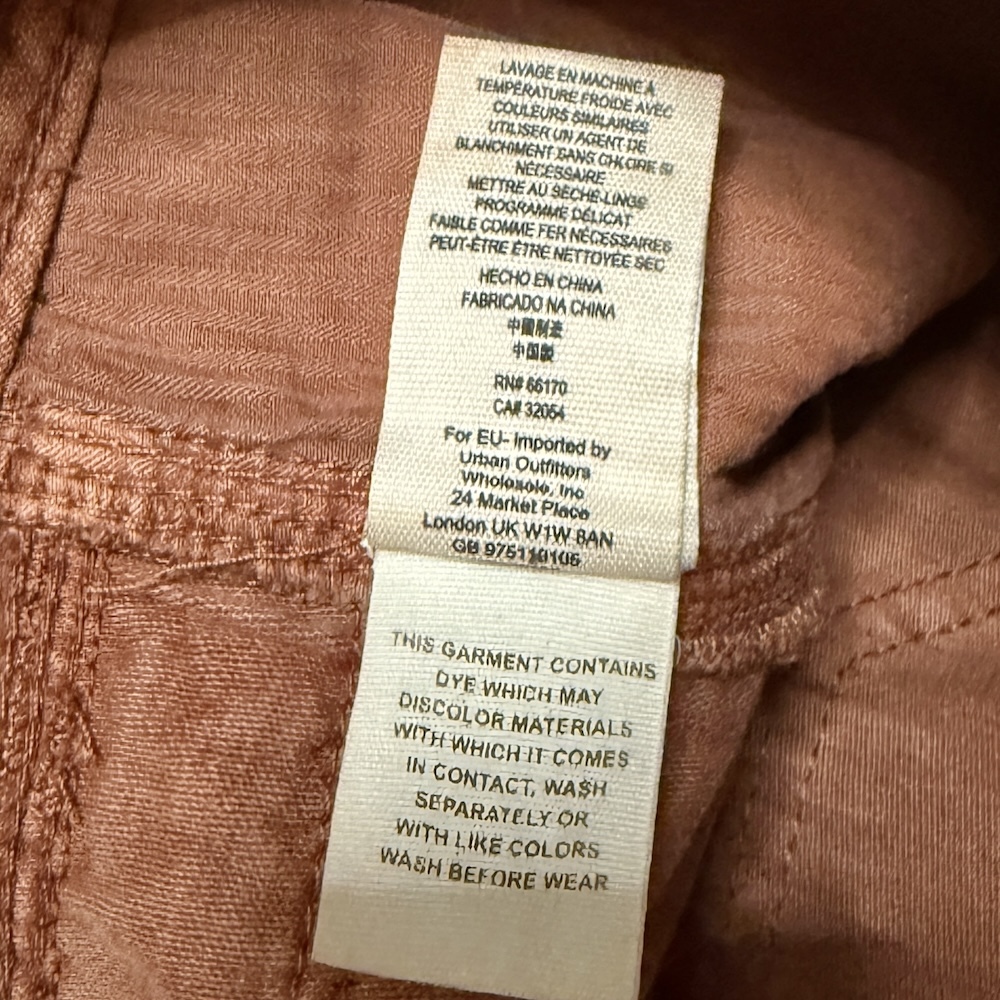 LAVAGE EN MACHINE A
TEMPERATURE FROIDE AVEC
COULEURS SIMILAIRES
UTILISER UN AGENT DE
BLANCHIMENT SANS CHLORE SI
NÉCESSAIRE
METTRE AU SÈCHE-LINGE
PROGRAMME DÉLICAT
FAIBLE COMME FER NÉCESSAIRES
PEUT-ÊTRE ÊTRE NETTOYÉE SEC
HECHO EN CHINA
FABRICADO NA CHINA
中國制造
中国製
RN# 66170
CA# 32054
For EU- Imported by
Urban Outfitters
Wholesale, Inc
24 Market Place
London UK W1W 8AN
GB 975110105
THIS GARMENT CONTAINS
DYE WHICH MAY
DISCOLOR MATERIALS
WITH WHICH IT COMES
IN CONTACT, WASH
SEPARATELY OR
WITH LIKE COLORS
WASH BEFORE WEAR